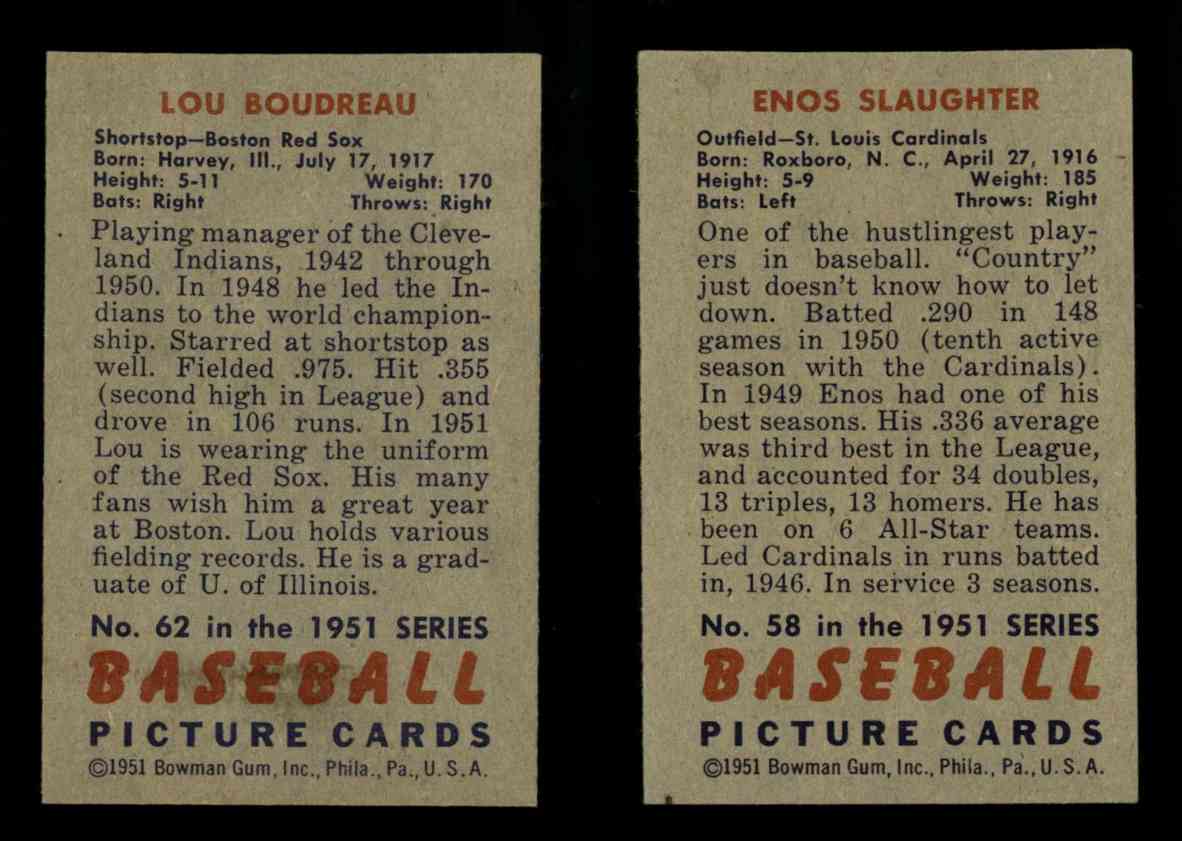 LOU BOUDREAU
Shortstop—Boston Red Sox
Born: Harvey, Ill., July 17, 1917
Height: 5-11 Weight: 170
Bats: Right Throws: Right
Playing manager of the Cleve-
land Indians, 1942 through
1950. In 1948 he led the In-
dians to the world champion-
ship. Starred at shortstop as
well. Fielded .975. Hit .355
(second high in League) and
drove in 106 runs. In 1951
Lou is wearing the uniform
of the Red Sox. His many
fans wish him a great year
at Boston. Lou holds various
fielding records. He is a grad-
uate of U. of Illinois.
No. 62 in the 1951 SERIES
BASEBALL
PICTURE CARDS
©1951 Bowman Gum, Inc., Phila., Pa., U. S. A.
ENOS SLAUGHTER
Outfield—St. Louis Cardinals
Born: Roxboro, N. C., April 27, 1916
Height: 5-9 Weight: 185
Bats: Left Throws: Right
One of the hustlingest play-
ers in baseball. “Country”
just doesn’t know how to let
down. Batted .290 in 148
games in 1950 (tenth active
season with the Cardinals).
In 1949 Enos had one of his
best seasons. His .336 average
was third best in the League,
and accounted for 34 doubles,
13 triples, 13 homers. He has
been on 6 All-Star teams.
Led Cardinals in runs batted
in, 1946. In service 3 seasons.
No. 58 in the 1951 SERIES
BASEBALL
PICTURE CARDS
©1951 Bowman Gum, Inc., Phila., Pa., U. S. A.